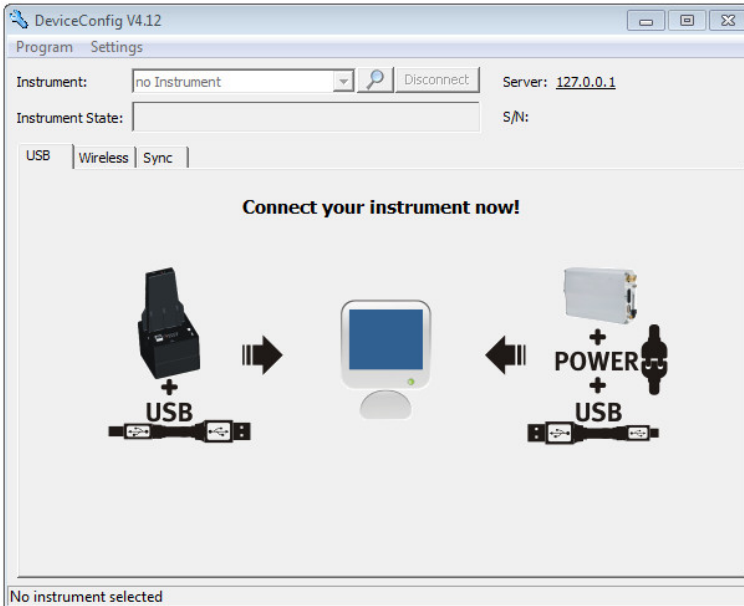 DeviceConfig V4.12
Program Settings
Instrument: no Instrument Disconnect Server: 127.0.0.1
Instrument State: S/N:
USB Wireless Sync
Connect your instrument now!
+
USB
+
POWER
+
USB
No instrument selected